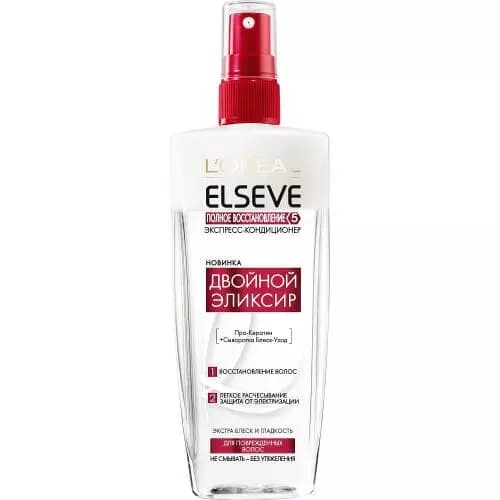 L'ORÉAL
ELSEVE
ПОЛНОЕ ВОССТАНОВЛЕНИЕ 5
ЭКСПРЕСС-КОНДИЦИОНЕР
НОВИНКА
ДВОЙНОЙ
ЭЛИКСИР
Про-Кератин
+Сыворотка Блеск-Уход
1 ВОССТАНОВЛЕНИЕ ВОЛОС
2 ЛЕГКОЕ РАСЧЕСЫВАНИЕ
ЗАЩИТА ОТ ЭЛЕКТРИЗАЦИИ
ЭКСТРА БЛЕСК И ГЛАДКОСТЬ
ДЛЯ ПОВРЕЖДЕННЫХ
ВОЛОС
НЕ СМЫВАТЬ – БЕЗ УТЯЖЕЛЕНИЯ